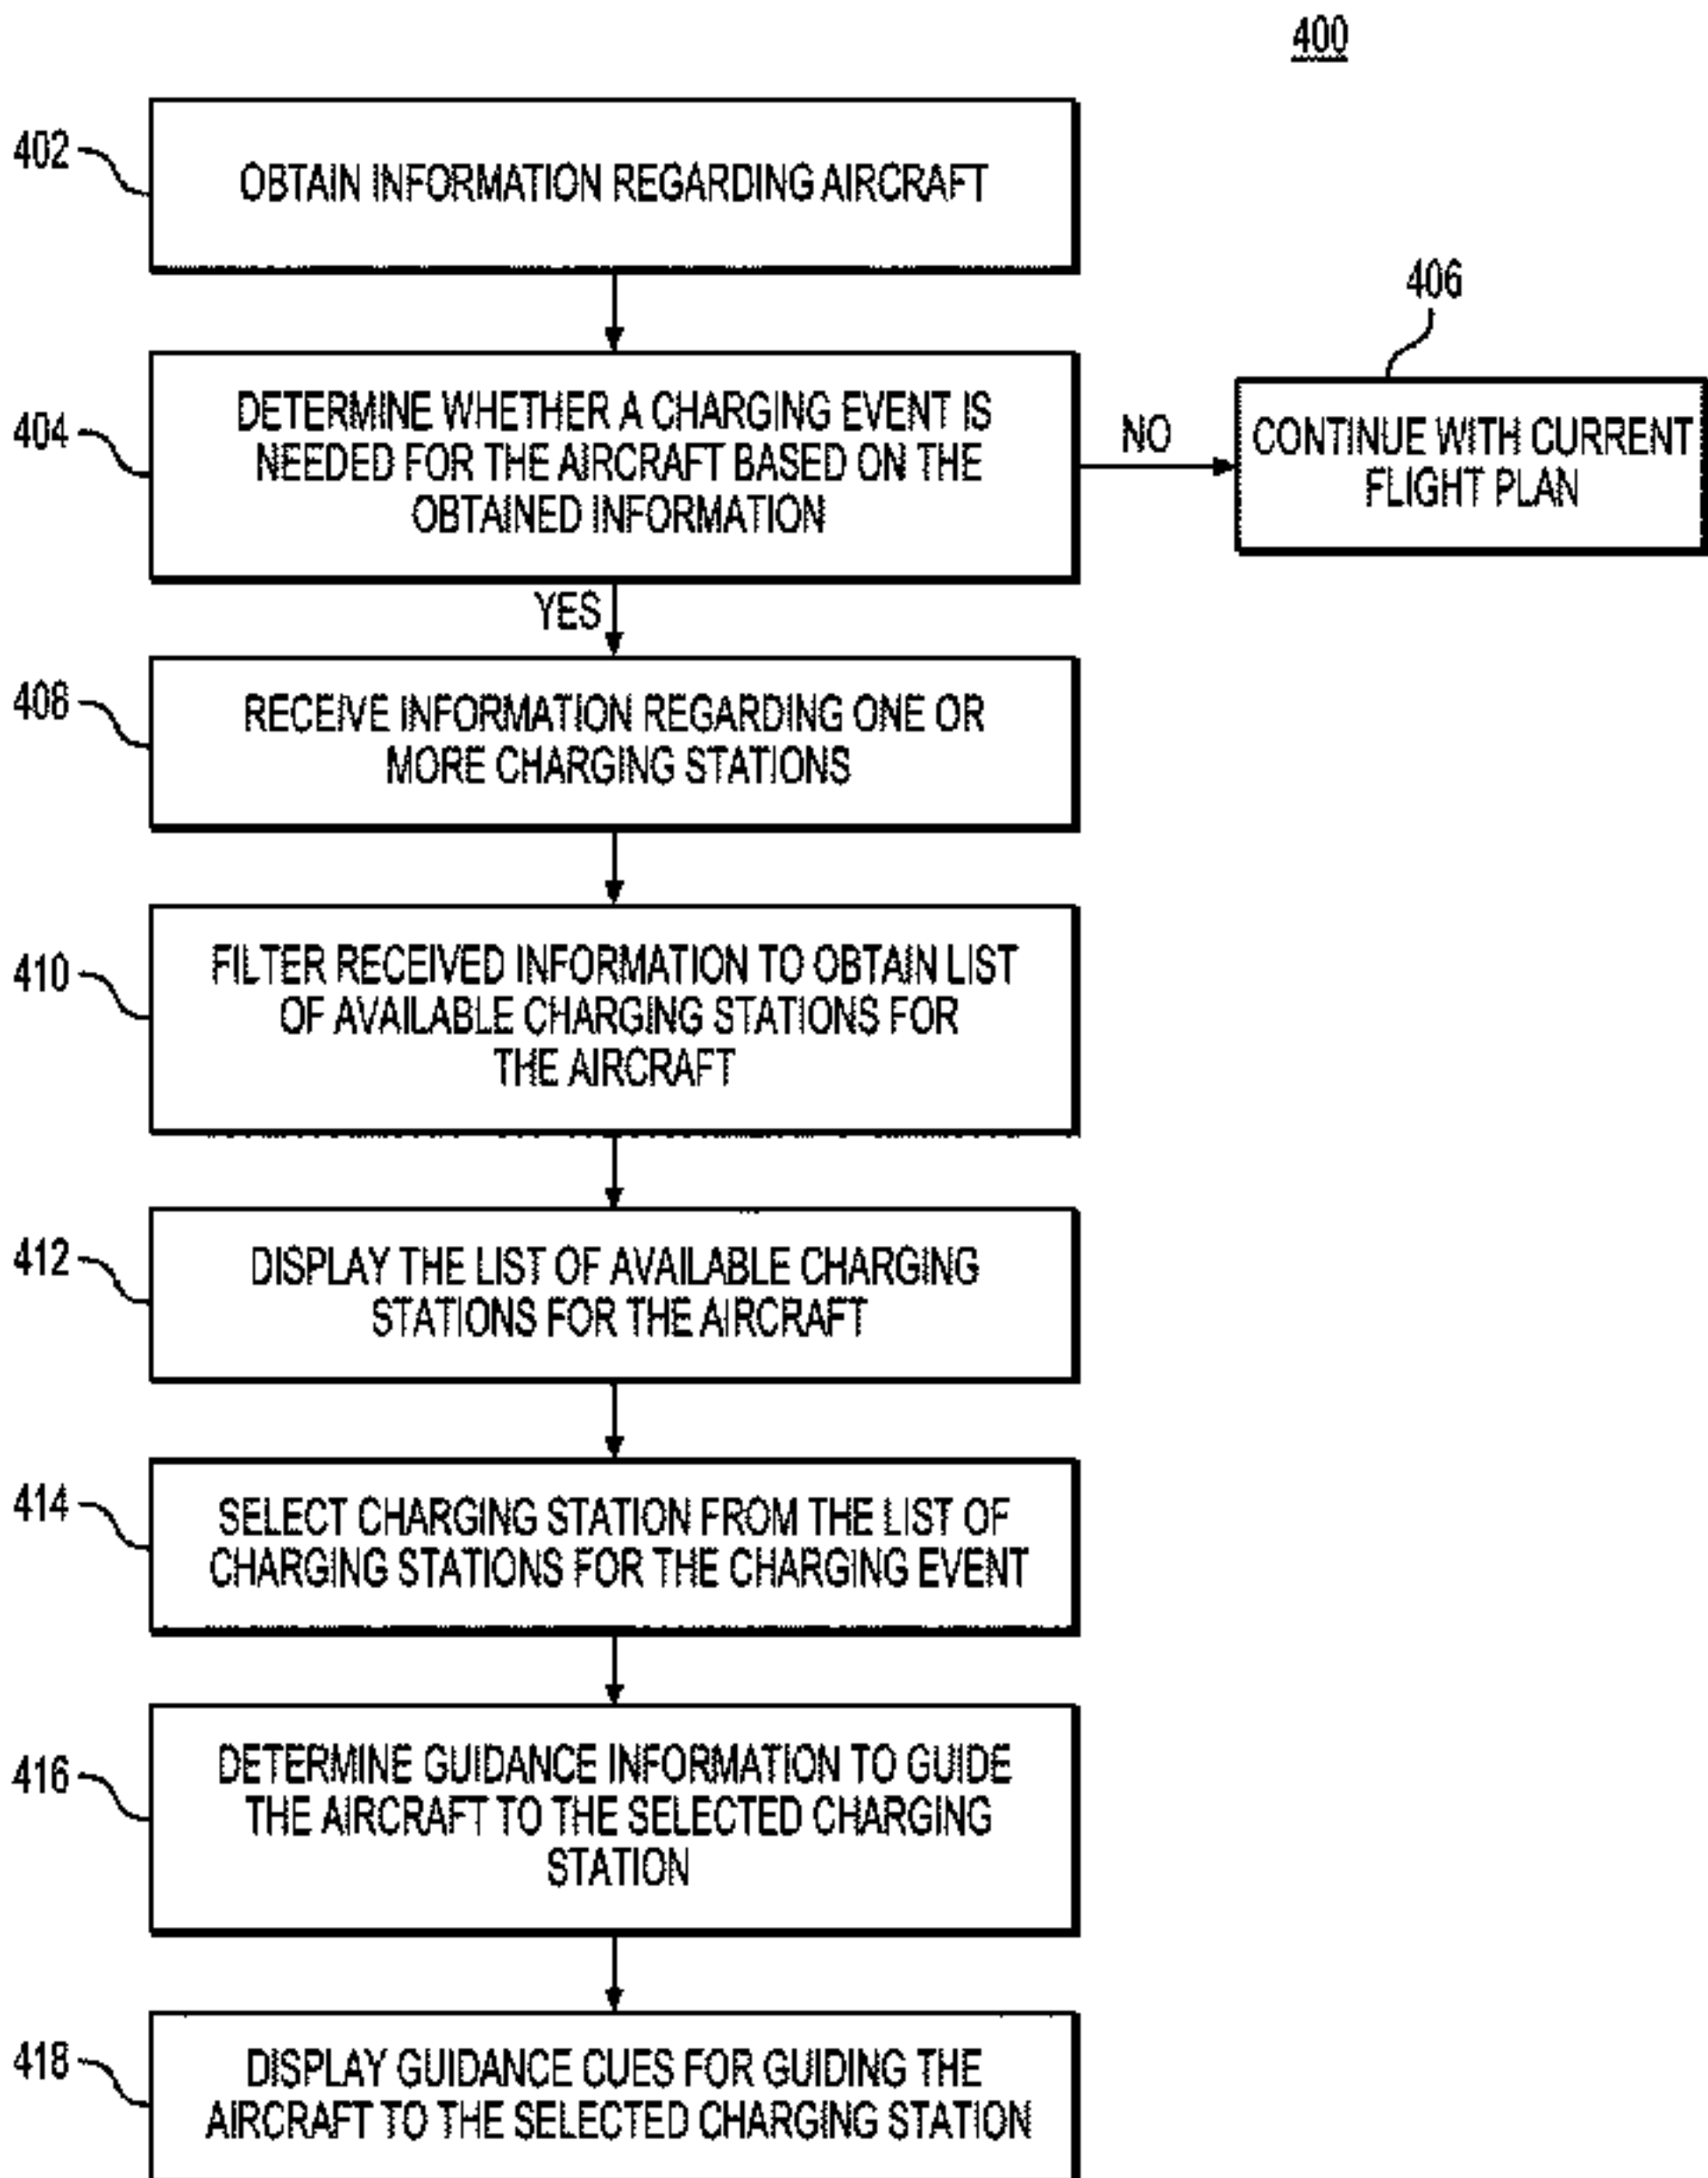 400
402
OBTAIN INFORMATION REGARDING AIRCRAFT
406
404
DETERMINE WHETHER A CHARGING EVENT IS
NEEDED FOR THE AIRCRAFT BASED ON THE
OBTAINED INFORMATION
NO
CONTINUE WITH CURRENT
FLIGHT PLAN
YES
408
RECEIVE INFORMATION REGARDING ONE OR
MORE CHARGING STATIONS
410
FILTER RECEIVED INFORMATION TO OBTAIN LIST
OF AVAILABLE CHARGING STATIONS FOR
THE AIRCRAFT
412
DISPLAY THE LIST OF AVAILABLE CHARGING
STATIONS FOR THE AIRCRAFT
414
SELECT CHARGING STATION FROM THE LIST OF
CHARGING STATIONS FOR THE CHARGING EVENT
416
DETERMINE GUIDANCE INFORMATION TO GUIDE
THE AIRCRAFT TO THE SELECTED CHARGING
STATION
418
DISPLAY GUIDANCE CUES FOR GUIDING THE
AIRCRAFT TO THE SELECTED CHARGING STATION